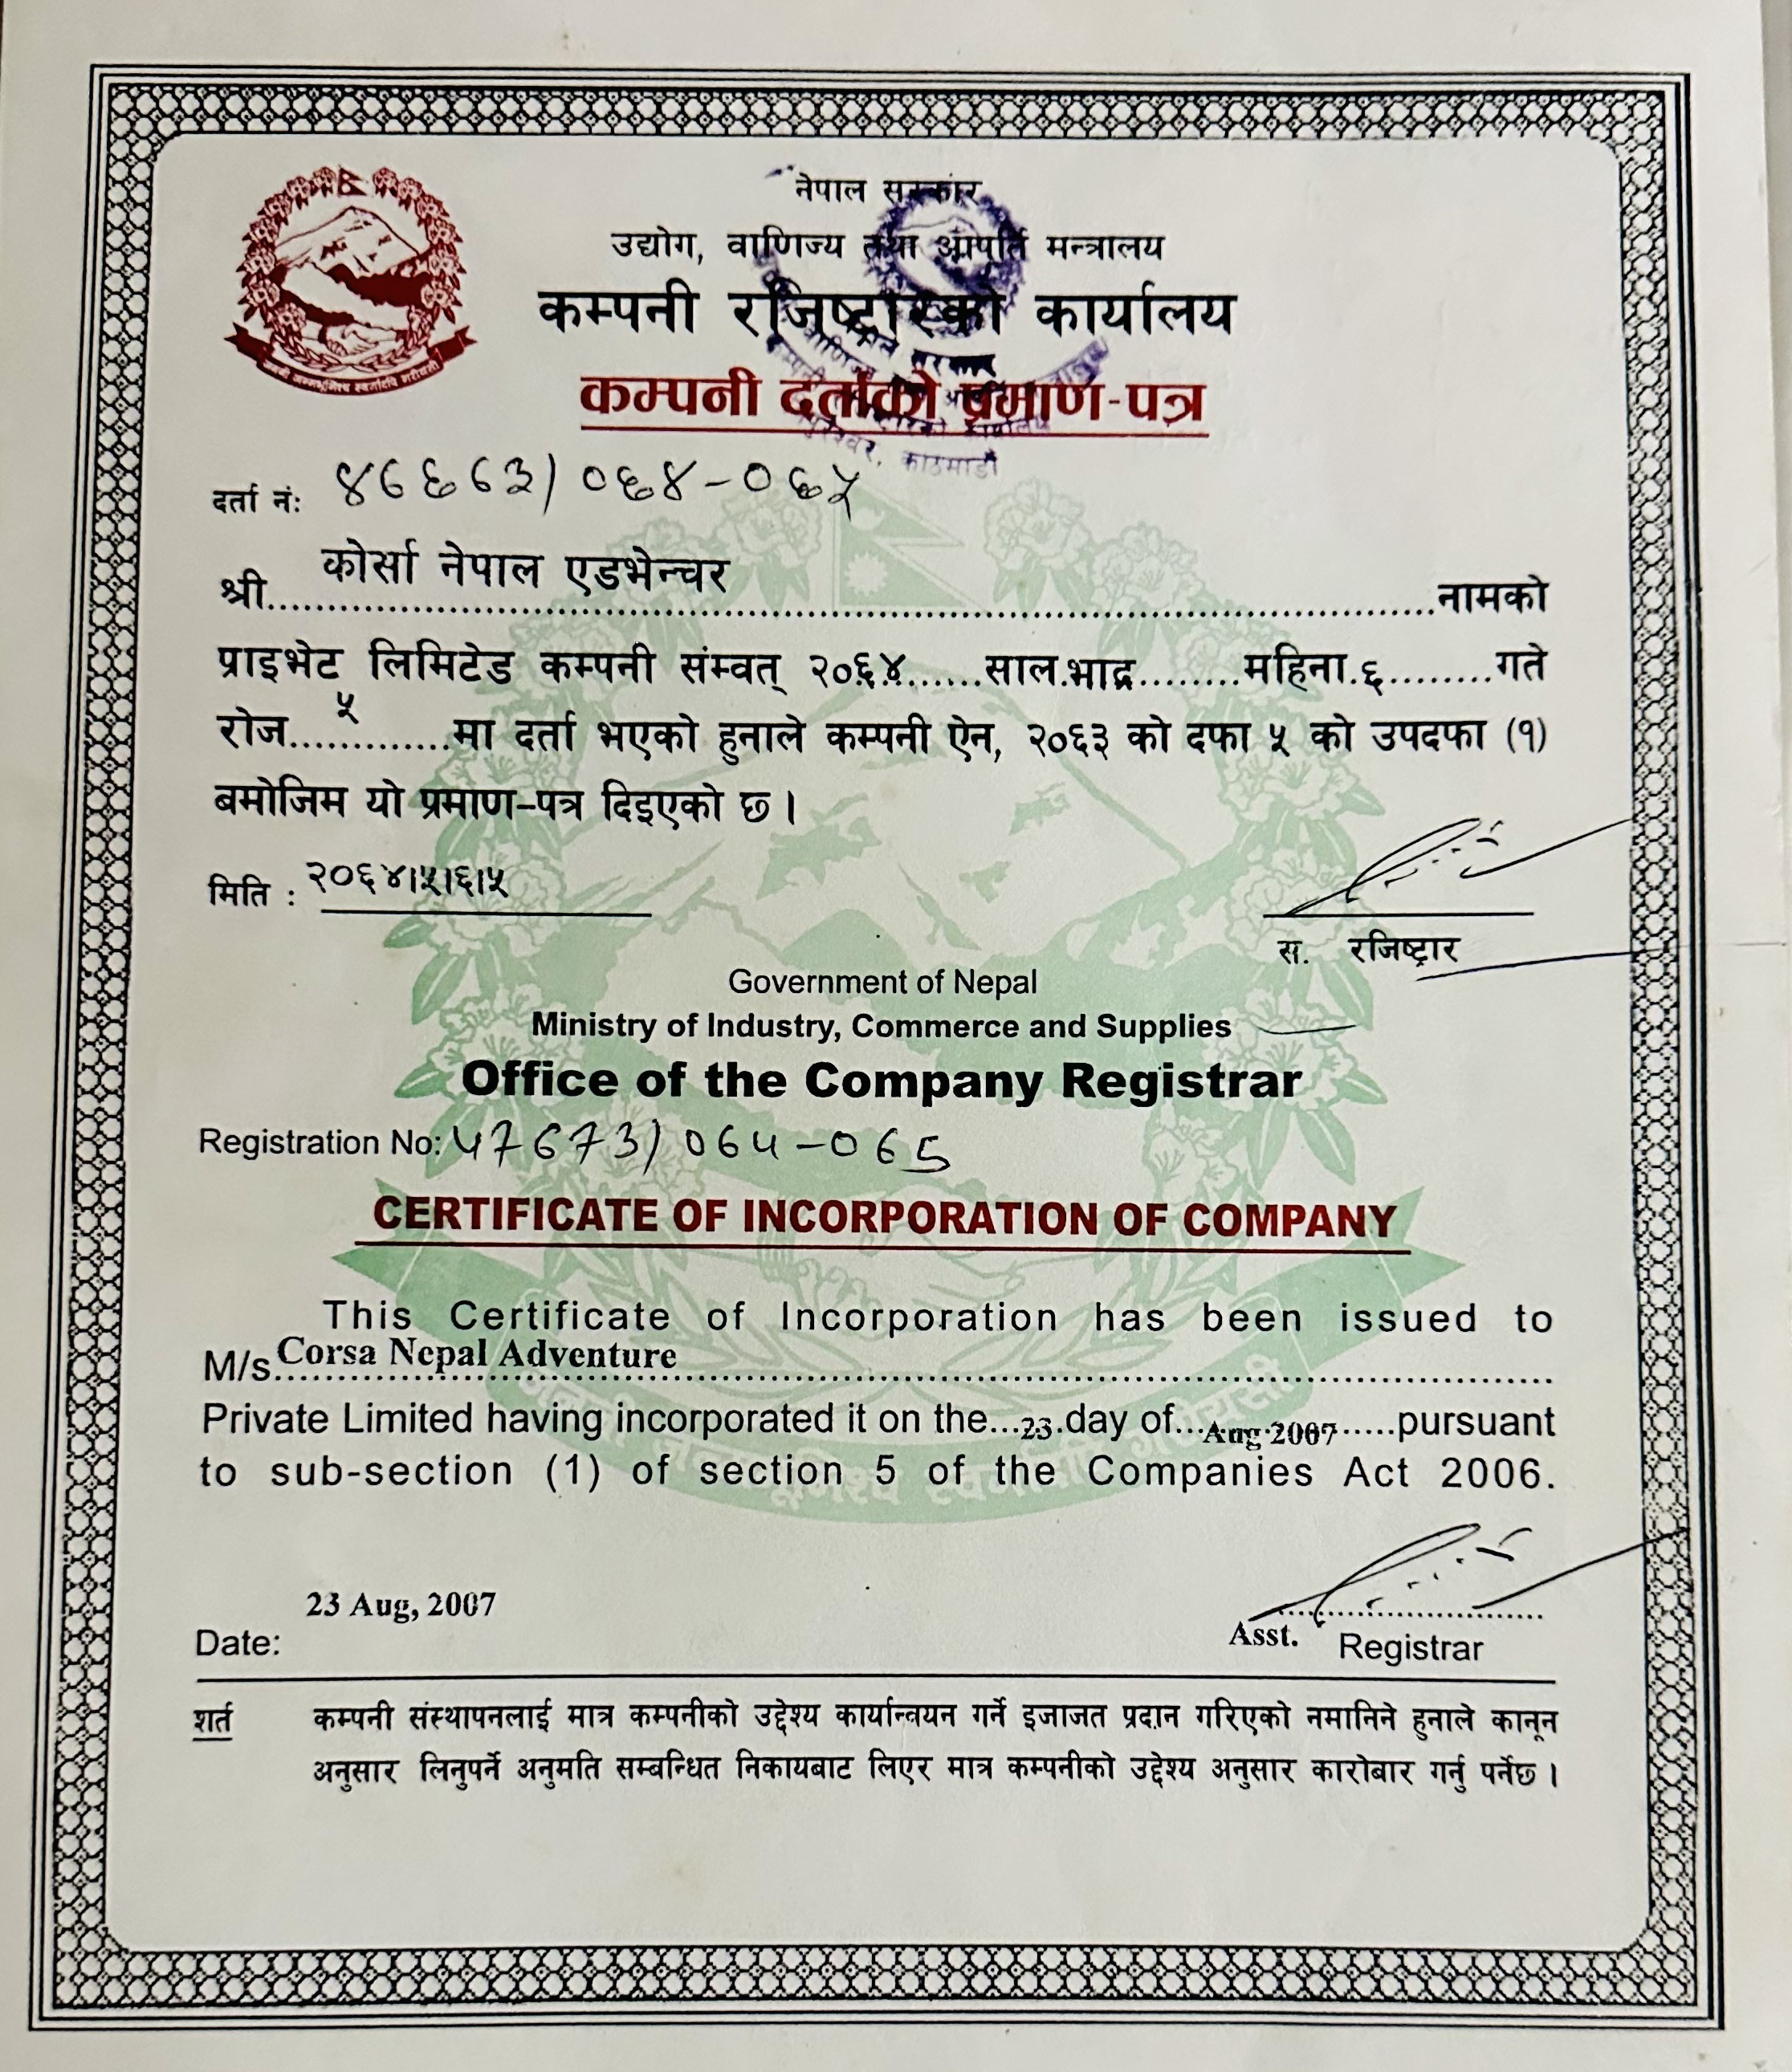 नेपाल सरकार
उद्योग, वाणिज्य तथा आपूर्ति मन्त्रालय
कम्पनी रजिष्ट्रारको कार्यालय
कम्पनी दर्ताको प्रमाण-पत्र
दर्ता नं: ४७६७३/०६४-०६५
श्री कोर्सा नेपाल एडभेन्चर नामको
प्राइभेट लिमिटेड कम्पनी संम्वत् २०६४ साल भाद्र महिना ६ गते
रोज ५ मा दर्ता भएको हुनाले कम्पनी ऐन, २०६३ को दफा ५ को उपदफा (१)
बमोजिम यो प्रमाण-पत्र दिइएको छ ।
मिति : २०६४।५।६।५
स. रजिष्ट्रार
Government of Nepal
Ministry of Industry, Commerce and Supplies
Office of the Company Registrar
Registration No: 47673/064-065
CERTIFICATE OF INCORPORATION OF COMPANY
This Certificate of Incorporation has been issued to
M/s Corsa Nepal Adventure
Private Limited having incorporated it on the 23 day of Aug 2007 pursuant
to sub-section (1) of section 5 of the Companies Act 2006.
Date: 23 Aug, 2007
Asst. Registrar
शर्त कम्पनी संस्थापनलाई मात्र कम्पनीको उद्देश्य कार्यान्वयन गर्ने इजाजत प्रदान गरिएको नमानिने हुनाले कानून
अनुसार लिनुपर्ने अनुमति सम्बन्धित निकायबाट लिएर मात्र कम्पनीको उद्देश्य अनुसार कारोबार गर्नु पर्नेछ ।